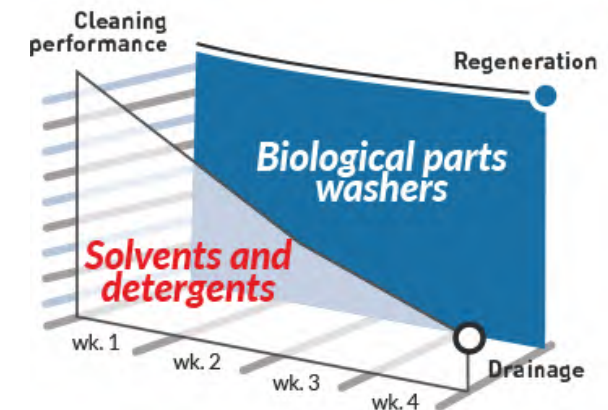 Cleaning
performance
Regeneration
Biological parts
washers
Solvents and
detergents
wk. 1
wk. 2
wk. 3
wk. 4
Drainage